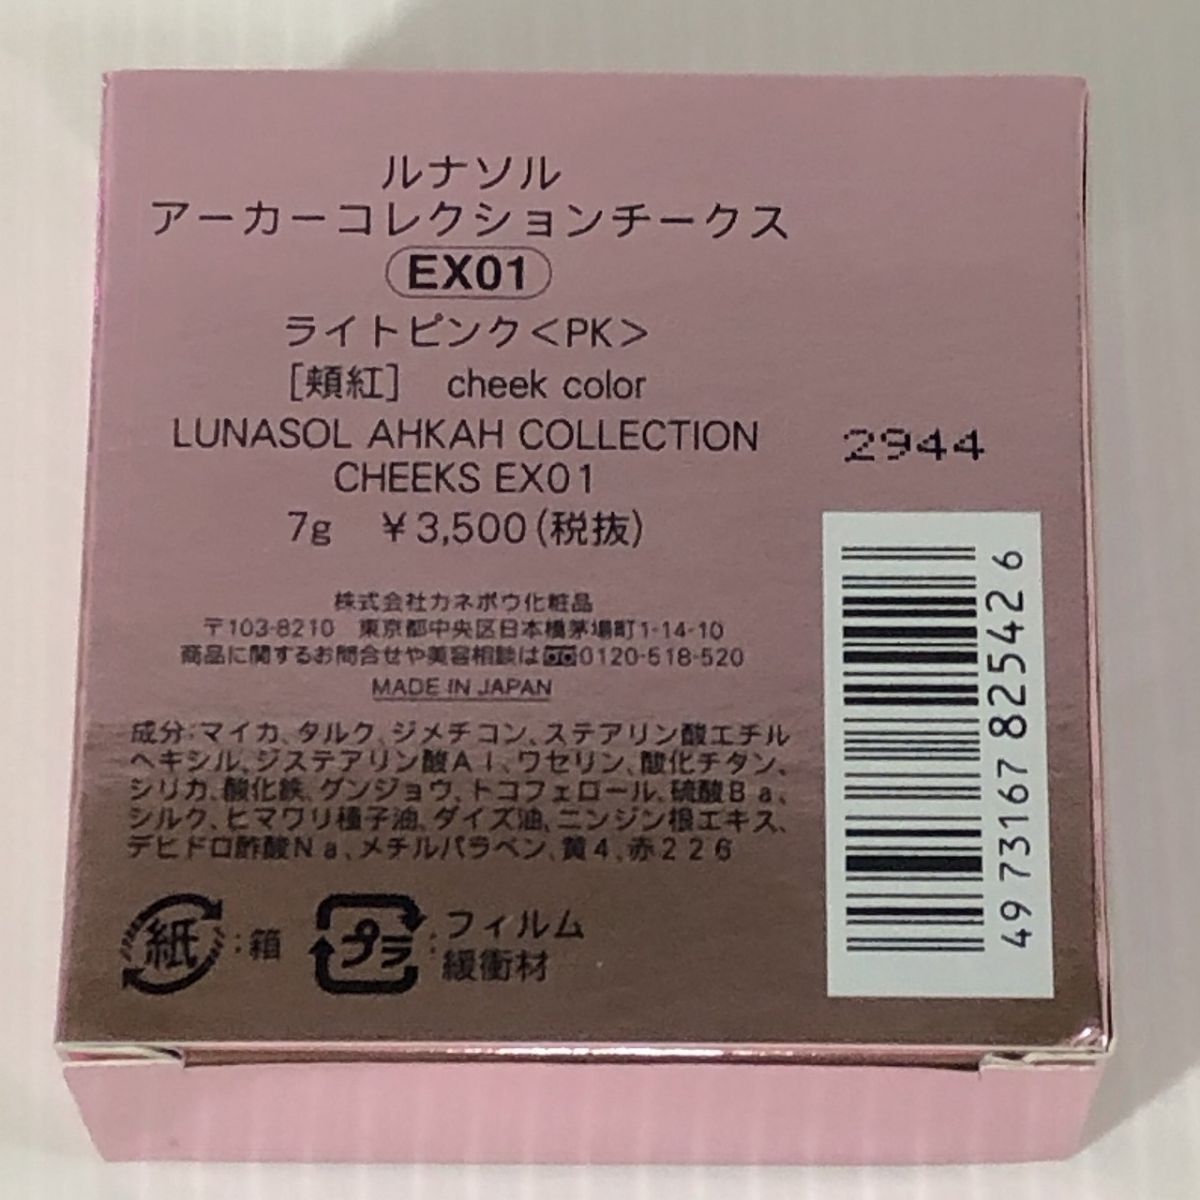 ルナソル
アーカーコレクションチークス
EX01
ライトピンク<PK>
[頬紅] cheek color
LUNASOL AHKAH COLLECTION
CHEEKS EX01
7g ¥3,500(税抜)
株式会社カネボウ化粧品
〒103-8210 東京都中央区日本橋茅場町1-14-10
商品に関するお問合せや美容相談は0120-518-520
MADE IN JAPAN
成分:マイカ、タルク、ジメチコン、ステアリン酸エチル
ヘキシル、ジステアリン酸Al、ワセリン、酸化チタン、
シリカ、酸化鉄、グンジョウ、トコフェロール、硫酸Ba、
シルク、ヒマワリ種子油、ダイズ油、ニンジン根エキス、
デヒドロ酢酸Na、メチルパラベン、黄4、赤226
紙:箱
プラ:フィルム
緩衝材
2944
4973167825426